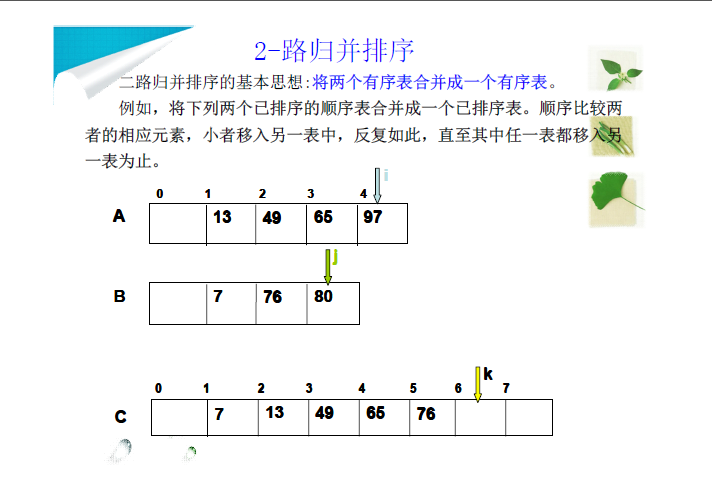 2-路归并排序
二路归并排序的基本思想:将两个有序表合并成一个有序表。
例如，将下列两个已排序的顺序表合并成一个已排序表。顺序比较两
者的相应元素，小者移入另一表中，反复如此，直至其中任一表都移入另
一表为止。
i
0 1 2 3 4
A 13 49 65 97
j
B 7 76 80
k
0 1 2 3 4 5 6 7
C 7 13 49 65 76